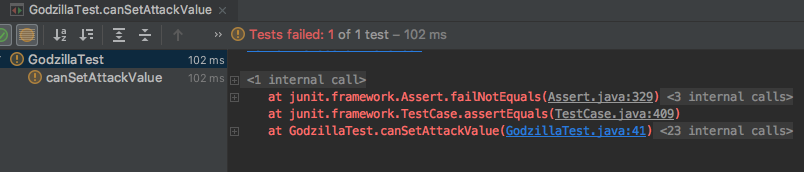 GodzillaTest.canSetAttackValue ×
>> Tests failed: 1 of 1 test – 102 ms
GodzillaTest 102 ms
canSetAttackValue 102 ms
<1 internal call>
at junit.framework.Assert.failNotEquals(Assert.java:329) <3 internal calls>
at junit.framework.TestCase.assertEquals(TestCase.java:409)
at GodzillaTest.canSetAttackValue(GodzillaTest.java:41) <23 internal calls>